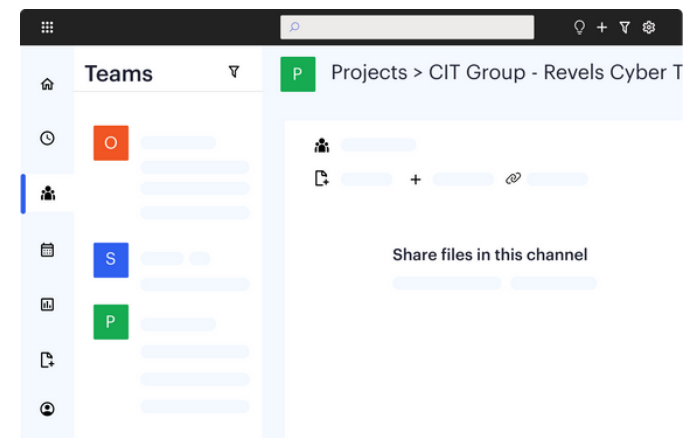 Teams
P Projects > CIT Group - Revels Cyber T
O
S
P
Share files in this channel